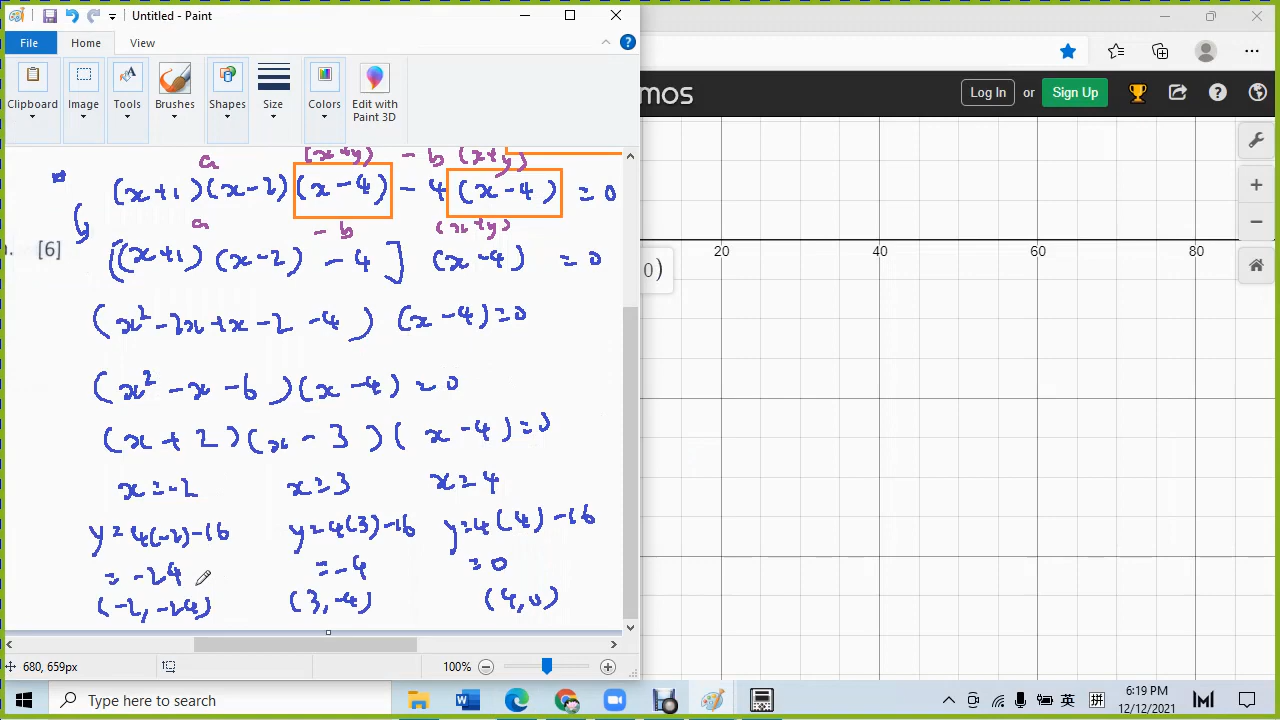 Untitled - Paint
File Home View
Clipboard Image Tools Brushes Shapes Size Colors Edit with Paint 3D
mos Log In or Sign Up
a (x+y) - b (x+y)
(x+1)(x-2)(x-4) - 4(x-4) = 0
a - b (x+y)
[6] [(x+1)(x-2) - 4](x-4) = 0
(x² - 2x + x - 2 - 4)(x - 4) = 0
(x² - x - 6)(x - 4) = 0
(x + 2)(x - 3)(x - 4) = 0
x = -2 x = 3 x = 4
y = 4(-2) - 16 y = 4(3) - 16 y = 4(4) - 16
= -24 = -4 = 0
(-2, -24) (3, -4) (4, 0)
20 40 60 80
0)
680, 659px 100%
Type here to search
英 拼 6:19 PM
12/12/2021